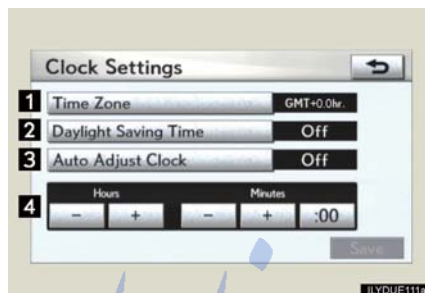 Clock Settings
1 Time Zone GMT+0.0hr.
2 Daylight Saving Time Off
3 Auto Adjust Clock Off
Hours Minutes
4 - + - + :00
Save
ILYDUE111a